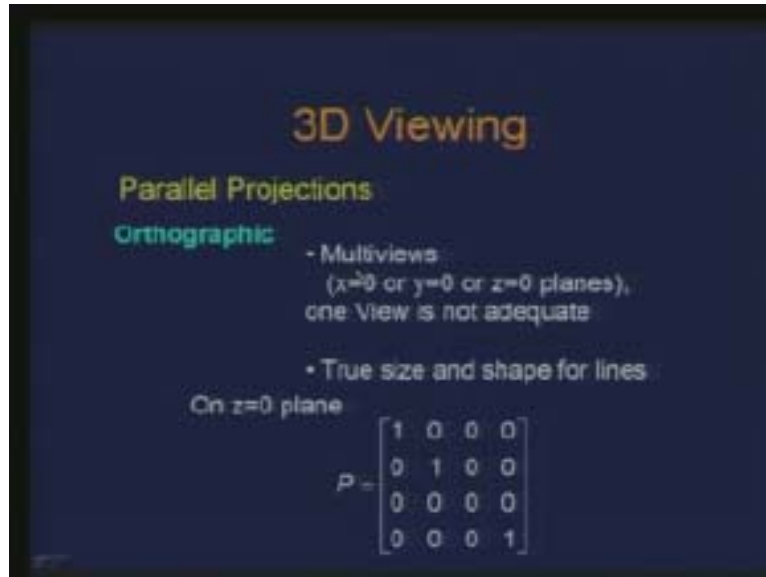 3D Viewing
Parallel Projections
Orthographic
- Multiviews
(x=0 or y=0 or z=0 planes),
one View is not adequate
• True size and shape for lines
On z=0 plane
P = [1 0 0 0
0 1 0 0
0 0 0 0
0 0 0 1]